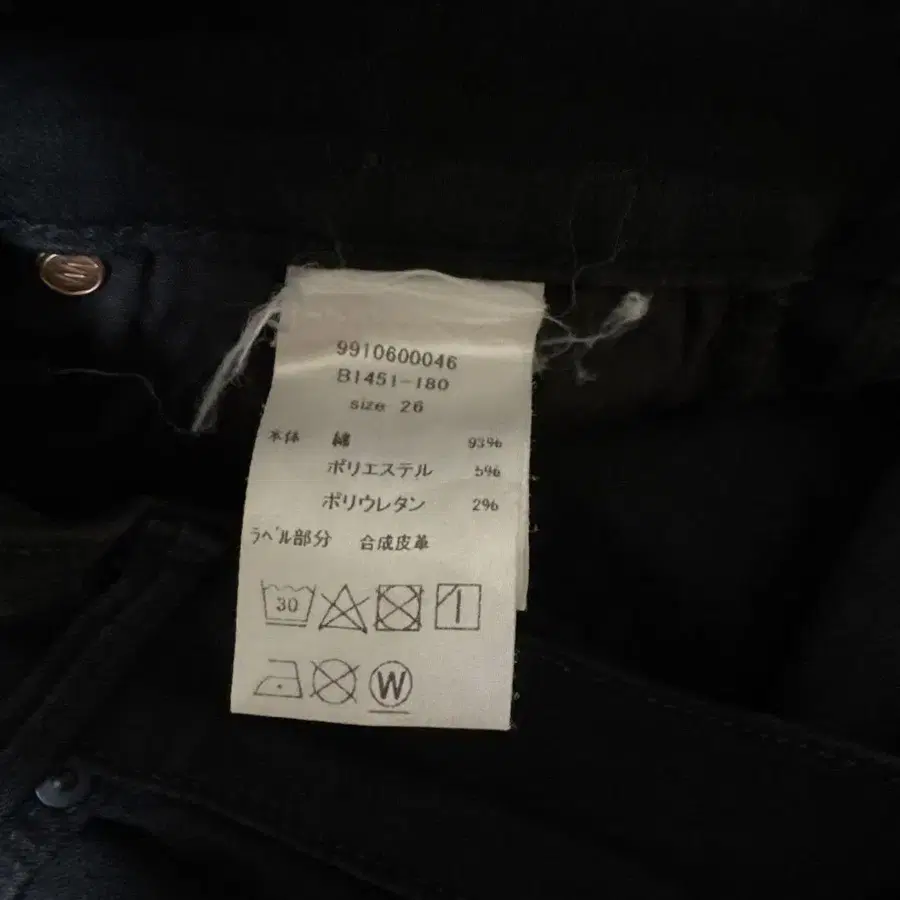 9910600046
B1451-180
size 26
本体 綿 93%
ポリエステル 5%
ポリウレタン 2%
ラベル部分 合成皮革
30
W